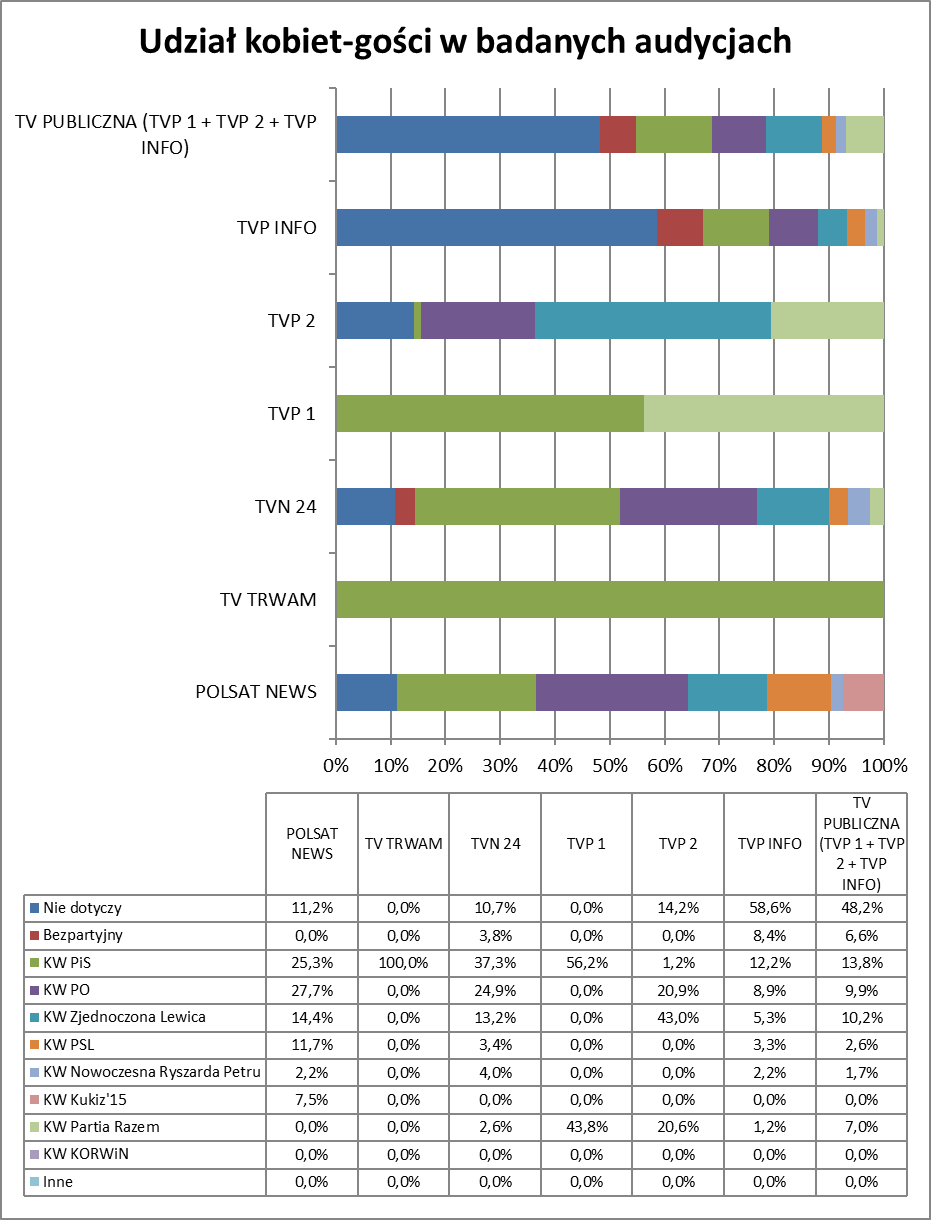 Udział kobiet-gości w badanych audycjach
TV PUBLICZNA (TVP 1 + TVP 2 + TVP
INFO)
TVP INFO
TVP 2
TVP 1
TVN 24
TV TRWAM
POLSAT NEWS
0% 10% 20% 30% 40% 50% 60% 70% 80% 90% 100%
POLSAT
NEWS
TV TRWAM
TVN 24
TVP 1
TVP 2
TVP INFO
TV
PUBLICZNA
(TVP 1 + TVP
2 + TVP
INFO)
Nie dotyczy 11,2% 0,0% 10,7% 0,0% 14,2% 58,6% 48,2%
Bezpartyjny 0,0% 0,0% 3,8% 0,0% 0,0% 8,4% 6,6%
KW PiS 25,3% 100,0% 37,3% 56,2% 1,2% 12,2% 13,8%
KW PO 27,7% 0,0% 24,9% 0,0% 20,9% 8,9% 9,9%
KW Zjednoczona Lewica 14,4% 0,0% 13,2% 0,0% 43,0% 5,3% 10,2%
KW PSL 11,7% 0,0% 3,4% 0,0% 0,0% 3,3% 2,6%
KW Nowoczesna Ryszarda Petru 2,2% 0,0% 4,0% 0,0% 0,0% 2,2% 1,7%
KW Kukiz'15 7,5% 0,0% 0,0% 0,0% 0,0% 0,0% 0,0%
KW Partia Razem 0,0% 0,0% 2,6% 43,8% 20,6% 1,2% 7,0%
KW KORWiN 0,0% 0,0% 0,0% 0,0% 0,0% 0,0% 0,0%
Inne 0,0% 0,0% 0,0% 0,0% 0,0% 0,0% 0,0%